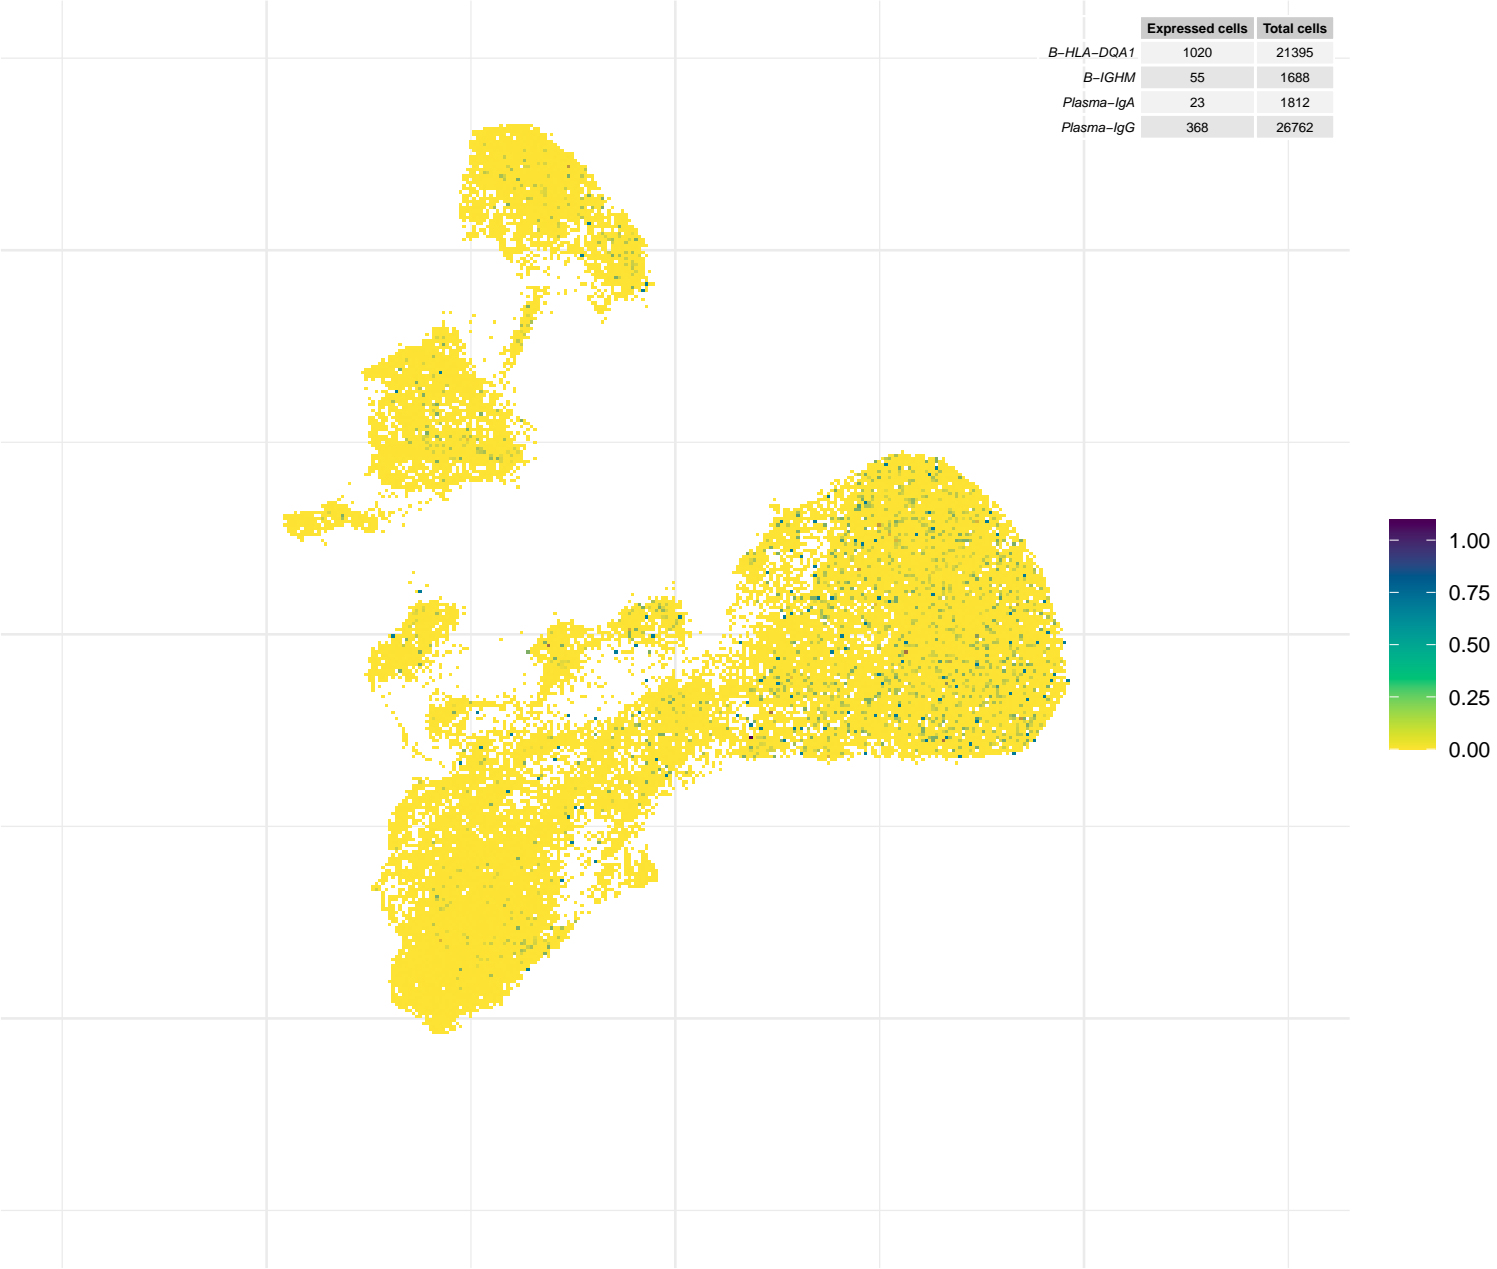 Expressed cells Total cells
B−HLA−DQA1 1020 21395
B−IGHM 55 1688
Plasma−IgA 23 1812
Plasma−IgG 368 26762
1.00
0.75
0.50
0.25
0.00